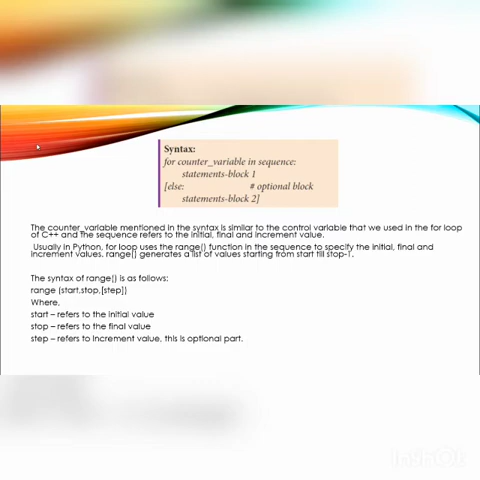 Syntax:
for counter_variable in sequence:
statements-block 1
[else: # optional block
statements-block 2]
The counter_variable mentioned in the syntax is similar to the control variable that we used in the for loop
of C++ and the sequence refers to the initial, final and increment value.
Usually in Python, for loop uses the range() function in the sequence to specify the initial, final and
increment values. range() generates a list of values starting from start till stop-1.
The syntax of range() is as follows:
range (start,stop,[step])
Where,
start – refers to the initial value
stop – refers to the final value
step – refers to increment value, this is optional part.